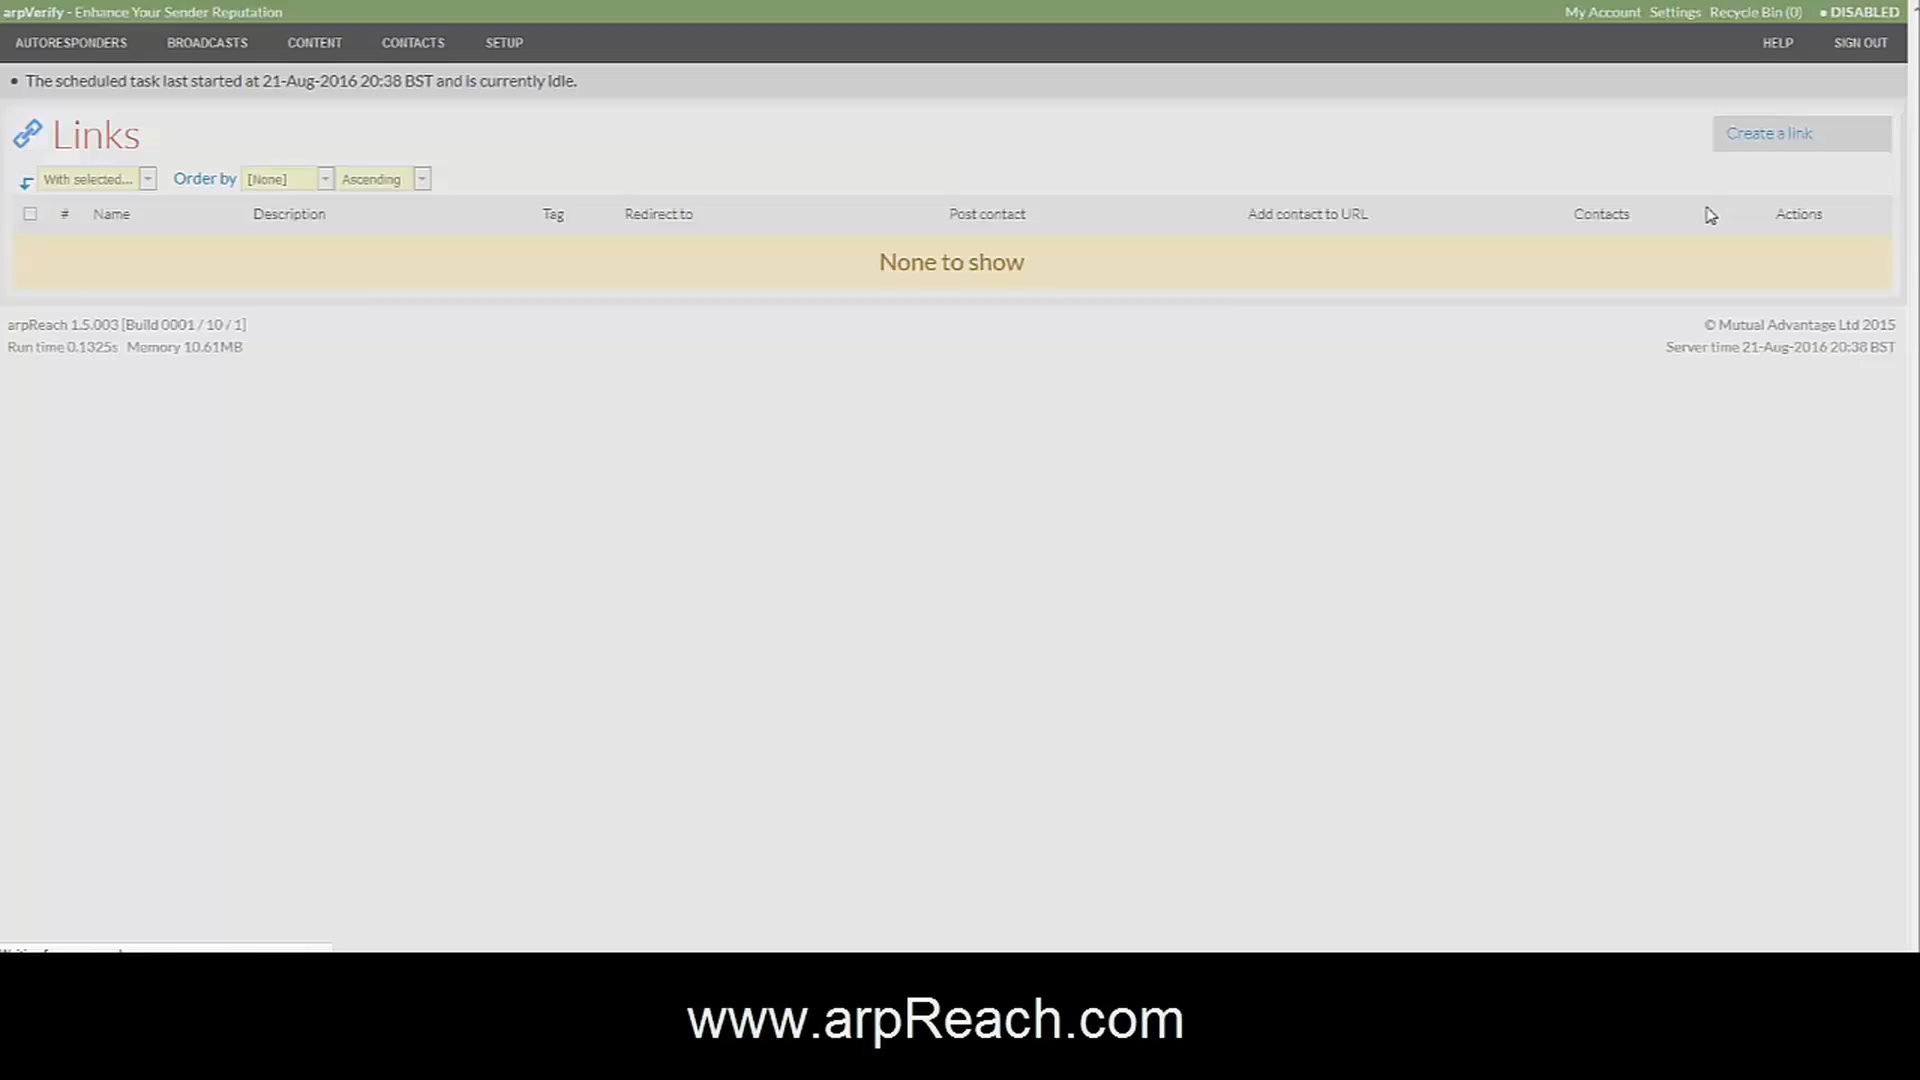 arpVerify - Enhance Your Sender Reputation
My Account Settings Recycle Bin (0) • DISABLED
AUTORESPONDERS BROADCASTS CONTENT CONTACTS SETUP HELP SIGN OUT
• The scheduled task last started at 21-Aug-2016 20:38 BST and is currently Idle.
Links
Create a link
With selected... Order by [None] Ascending
# Name Description Tag Redirect to Post contact Add contact to URL Contacts Actions
None to show
arpReach 1.5.003 [Build 0001 / 10 / 1]
© Mutual Advantage Ltd 2015
Run time 0.1325s Memory 10.61MB
Server time 21-Aug-2016 20:38 BST
www.arpReach.com